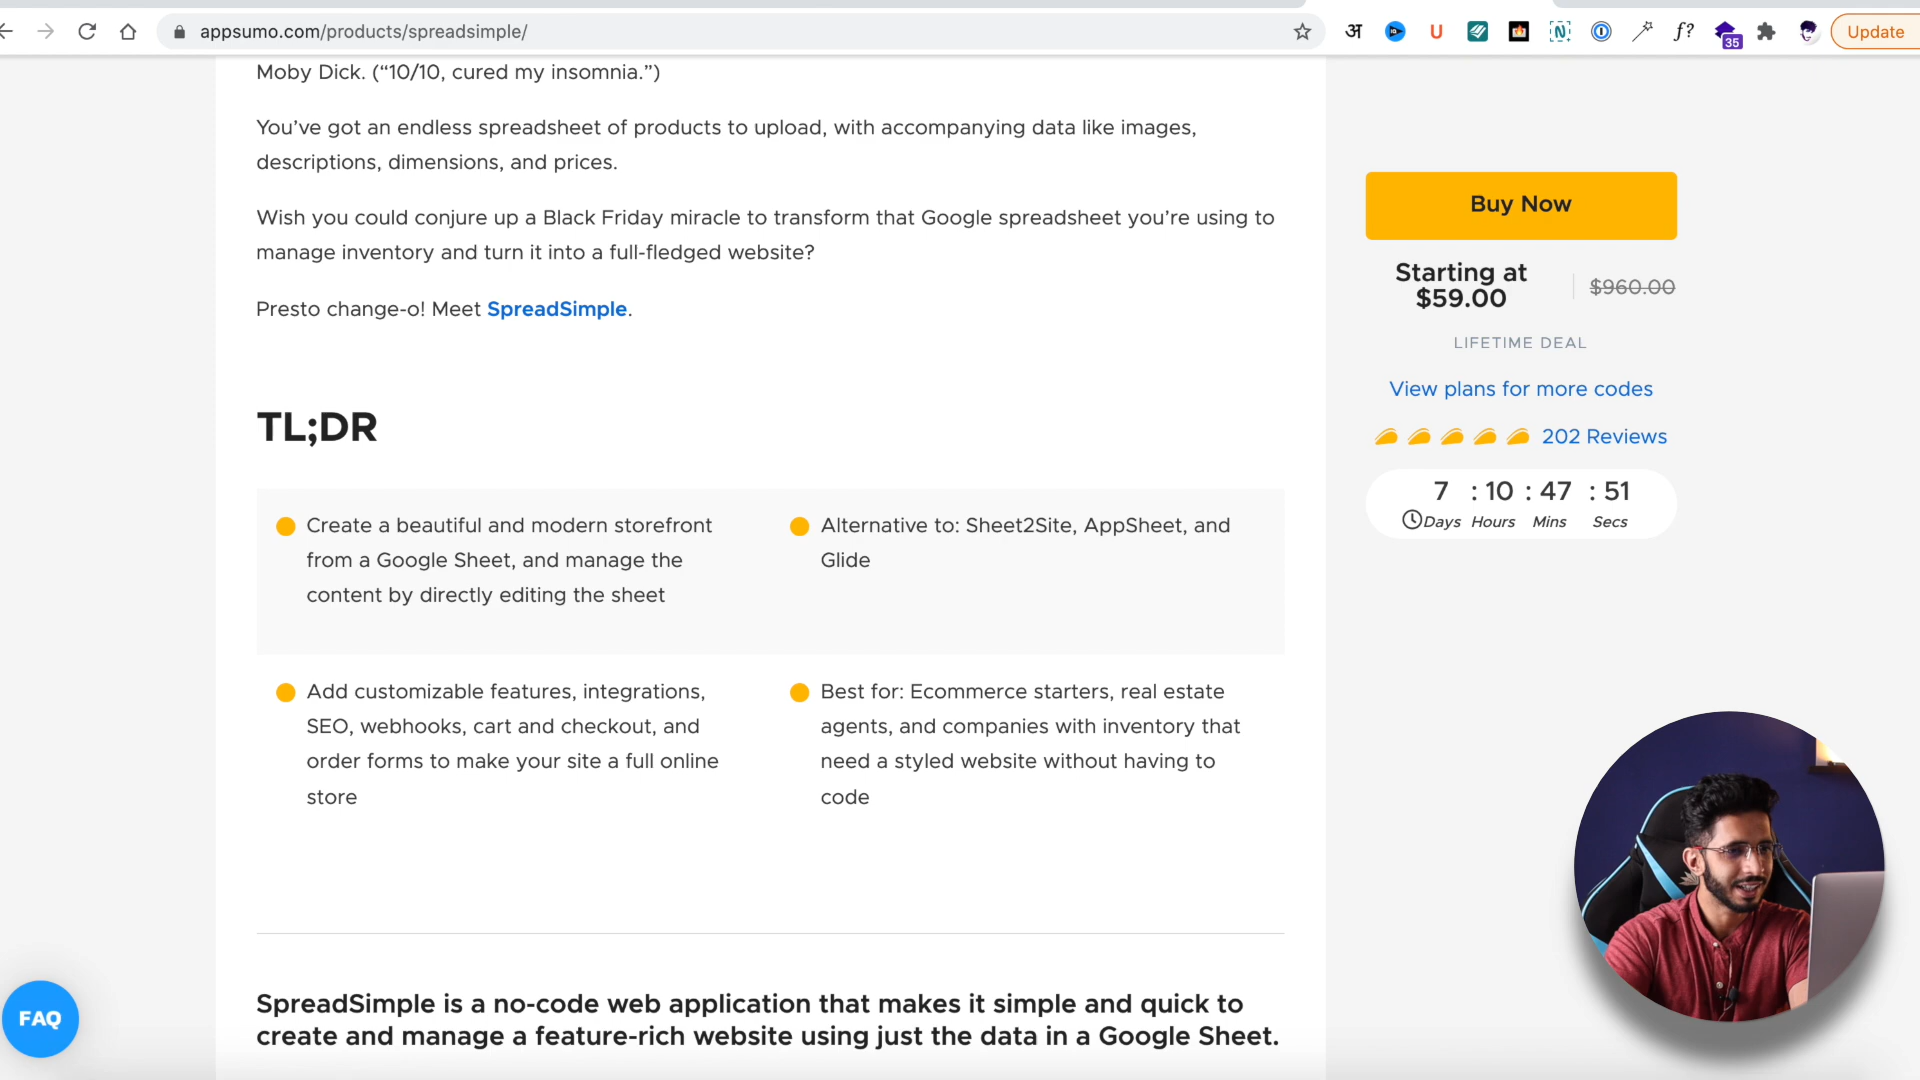 appsumo.com/products/spreadsimple/
अ
U
N
f?
35
Update
Moby Dick. (“10/10, cured my insomnia.”)
You’ve got an endless spreadsheet of products to upload, with accompanying data like images,
descriptions, dimensions, and prices.
Wish you could conjure up a Black Friday miracle to transform that Google spreadsheet you’re using to
manage inventory and turn it into a full-fledged website?
Presto change-o! Meet SpreadSimple.
TL;DR
Create a beautiful and modern storefront
from a Google Sheet, and manage the
content by directly editing the sheet
Alternative to: Sheet2Site, AppSheet, and
Glide
Add customizable features, integrations,
SEO, webhooks, cart and checkout, and
order forms to make your site a full online
store
Best for: Ecommerce starters, real estate
agents, and companies with inventory that
need a styled website without having to
code
SpreadSimple is a no-code web application that makes it simple and quick to
create and manage a feature-rich website using just the data in a Google Sheet.
Buy Now
Starting at
$59.00
$960.00
LIFETIME DEAL
View plans for more codes
202 Reviews
7 : 10 : 47 : 51
Days Hours Mins Secs
FAQ